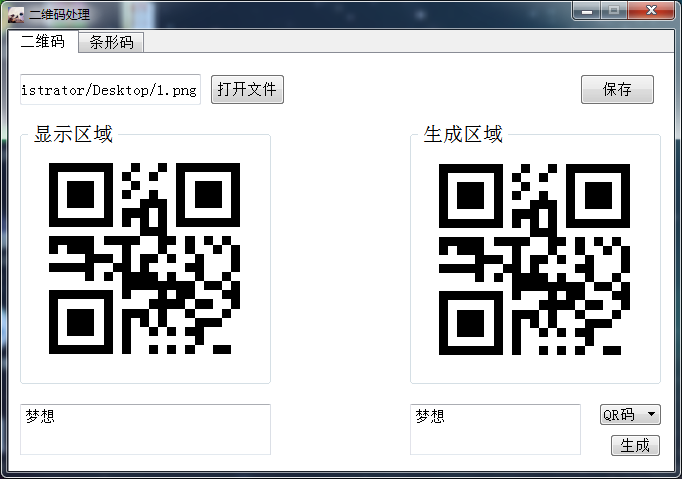 二维码处理
二维码 条形码
istrator/Desktop/1.png 打开文件 保存
显示区域 生成区域
梦想 梦想 QR码
生成